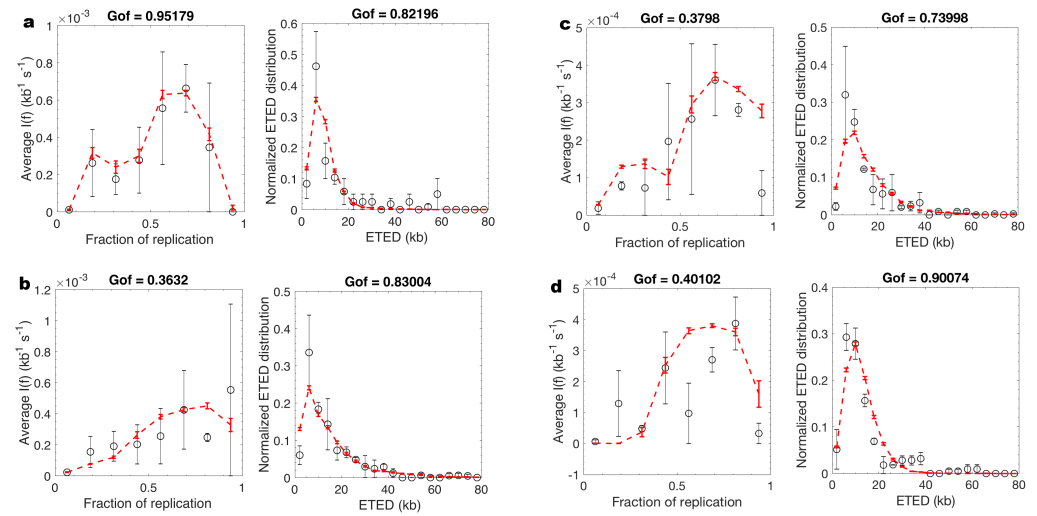 a
Gof = 0.95179
×10⁻³
1
0.8
0.6
0.4
0.2
0
0 0.5 1
Average I(f) (kb⁻¹ s⁻¹)
Fraction of replication
Gof = 0.82196
0.6
0.5
0.4
0.3
0.2
0.1
0
0 20 40 60 80
Normalized ETED distribution
ETED (kb)
c
Gof = 0.3798
×10⁻⁴
5
4
3
2
1
0
0 0.5 1
Average I(f) (kb⁻¹ s⁻¹)
Fraction of replication
Gof = 0.73998
0.5
0.4
0.3
0.2
0.1
0
0 20 40 60 80
Normalized ETED distribution
ETED (kb)
b
Gof = 0.3632
×10⁻³
1.2
1
0.8
0.6
0.4
0.2
0
0 0.5 1
Average I(f) (kb⁻¹ s⁻¹)
Fraction of replication
Gof = 0.83004
0.5
0.4
0.3
0.2
0.1
0
0 20 40 60 80
Normalized ETED distribution
ETED (kb)
d
Gof = 0.40102
×10⁻⁴
5
4
3
2
1
0
-1
0 0.5 1
Average I(f) (kb⁻¹ s⁻¹)
Fraction of replication
Gof = 0.90074
0.4
0.3
0.2
0.1
0
0 20 40 60 80
Normalized ETED distribution
ETED (kb)